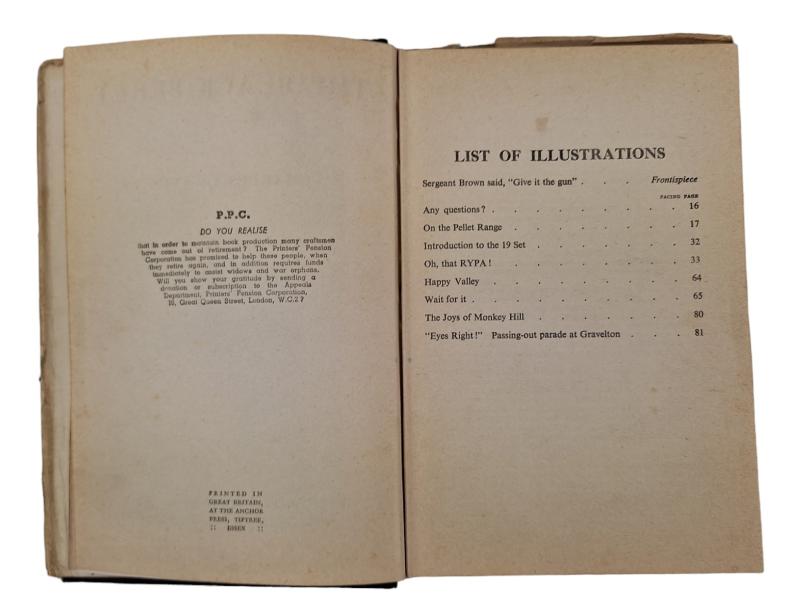 P.P.C.
DO YOU REALISE
that in order to maintain book production many craftsmen
have come out of retirement? The Printers' Pension
Corporation has promised to help these people, when
they retire again, and in addition requires funds
immediately to assist widows and war orphans.
Will you show your gratitude by sending a
donation or subscription to the Appeals
Department, Printers' Pension Corporation,
10, Great Queen Street, London, W.C.2?
PRINTED IN
GREAT BRITAIN,
AT THE ANCHOR
PRESS, TIPTREE,
:: ESSEX ::
LIST OF ILLUSTRATIONS
Sergeant Brown said, "Give it the gun" . . . Frontispiece
FACING PAGE
Any questions? . . . . . . . . . 16
On the Pellet Range . . . . . . . . 17
Introduction to the 19 Set . . . . . . . 32
Oh, that RYPA! . . . . . . . . 33
Happy Valley . . . . . . . . . 64
Wait for it . . . . . . . . . . 65
The Joys of Monkey Hill . . . . . . . 80
"Eyes Right!" Passing-out parade at Gravelton . . . 81